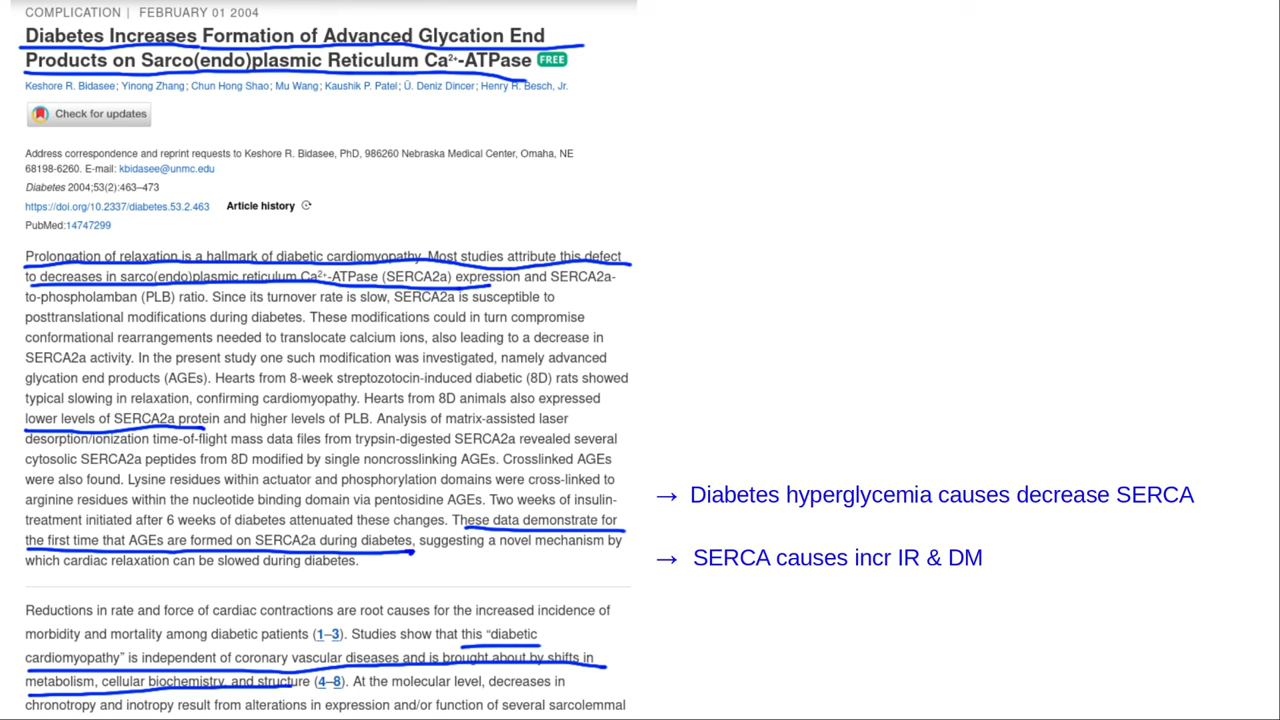 COMPLICATION | FEBRUARY 01 2004
Diabetes Increases Formation of Advanced Glycation End
Products on Sarco(endo)plasmic Reticulum Ca²⁺-ATPase FREE
Keshore R. Bidasee; Yinong Zhang; Chun Hong Shao; Mu Wang; Kaushik P. Patel; Ü. Deniz Dincer; Henry R. Besch, Jr.
Check for updates
Address correspondence and reprint requests to Keshore R. Bidasee, PhD, 986260 Nebraska Medical Center, Omaha, NE
68198-6260. E-mail: kbidasee@unmc.edu
Diabetes 2004;53(2):463–473
https://doi.org/10.2337/diabetes.53.2.463 Article history
PubMed:14747299
Prolongation of relaxation is a hallmark of diabetic cardiomyopathy. Most studies attribute this defect
to decreases in sarco(endo)plasmic reticulum Ca²⁺-ATPase (SERCA2a) expression and SERCA2a-
to-phospholamban (PLB) ratio. Since its turnover rate is slow, SERCA2a is susceptible to
posttranslational modifications during diabetes. These modifications could in turn compromise
conformational rearrangements needed to translocate calcium ions, also leading to a decrease in
SERCA2a activity. In the present study one such modification was investigated, namely advanced
glycation end products (AGEs). Hearts from 8-week streptozotocin-induced diabetic (8D) rats showed
typical slowing in relaxation, confirming cardiomyopathy. Hearts from 8D animals also expressed
lower levels of SERCA2a protein and higher levels of PLB. Analysis of matrix-assisted laser
desorption/ionization time-of-flight mass data files from trypsin-digested SERCA2a revealed several
cytosolic SERCA2a peptides from 8D modified by single noncrosslinking AGEs. Crosslinked AGEs
were also found. Lysine residues within actuator and phosphorylation domains were cross-linked to
arginine residues within the nucleotide binding domain via pentosidine AGEs. Two weeks of insulin-
treatment initiated after 6 weeks of diabetes attenuated these changes. These data demonstrate for
the first time that AGEs are formed on SERCA2a during diabetes, suggesting a novel mechanism by
which cardiac relaxation can be slowed during diabetes.
Reductions in rate and force of cardiac contractions are root causes for the increased incidence of
morbidity and mortality among diabetic patients (1–3). Studies show that this “diabetic
cardiomyopathy” is independent of coronary vascular diseases and is brought about by shifts in
metabolism, cellular biochemistry, and structure (4–8). At the molecular level, decreases in
chronotropy and inotropy result from alterations in expression and/or function of several sarcolemmal
→ Diabetes hyperglycemia causes decrease SERCA
→ SERCA causes incr IR & DM